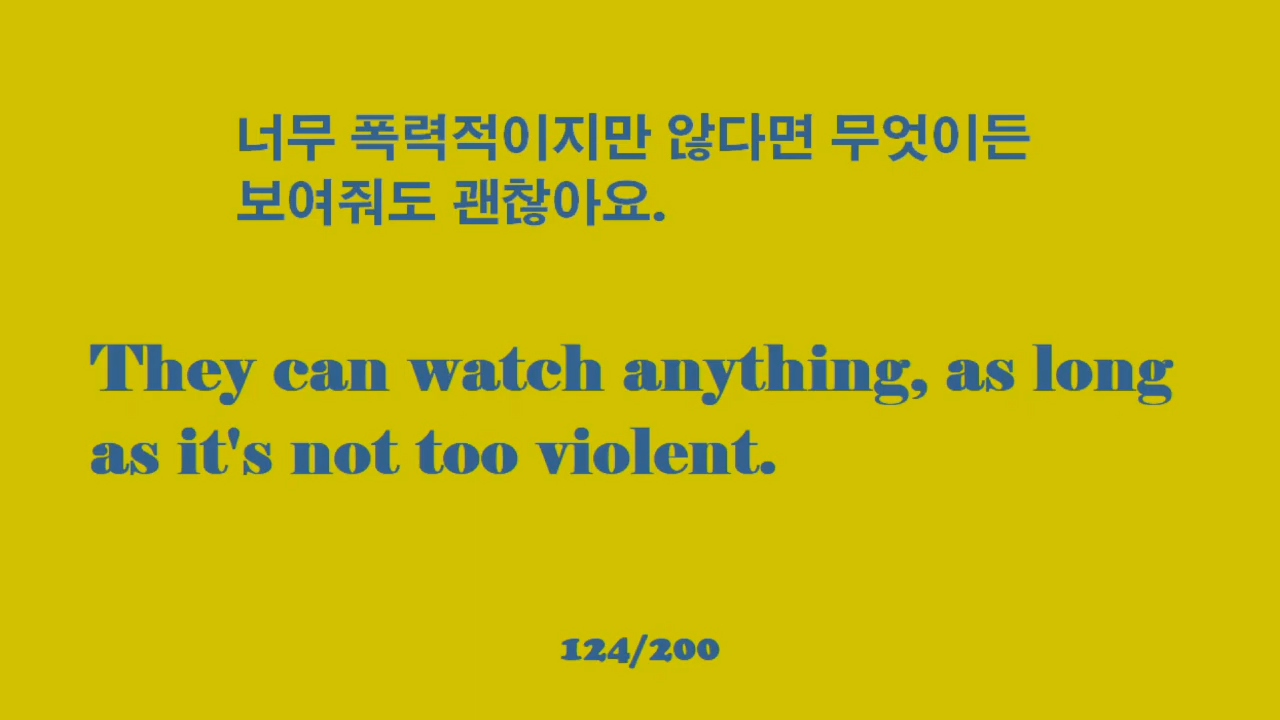 너무 폭력적이지만 않다면 무엇이든
보여줘도 괜찮아요.
They can watch anything, as long
as it's not too violent.
124/200